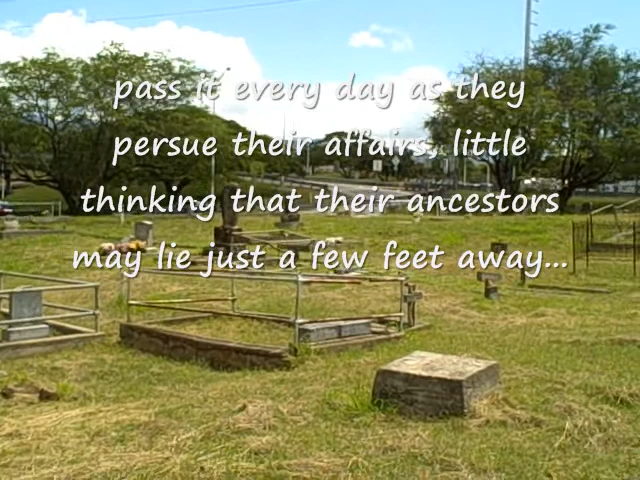 pass it every day as they
persue their affairs, little
thinking that their ancestors
may lie just a few feet away...